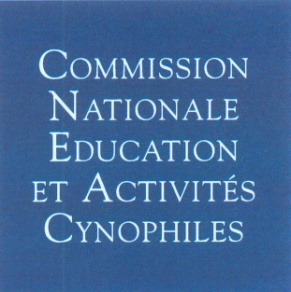 COMMISSION
NATIONALE
EDUCATION
ET ACTIVITÉS
CYNOPHILES